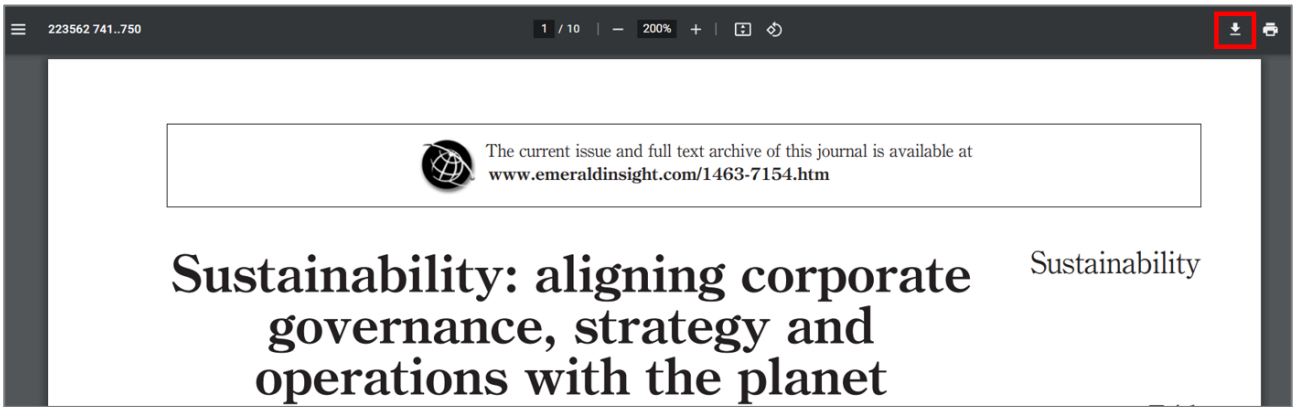 223562 741..750
1 / 10 | − 200% + |
The current issue and full text archive of this journal is available at
www.emeraldinsight.com/1463-7154.htm
Sustainability: aligning corporate
governance, strategy and
operations with the planet
Sustainability